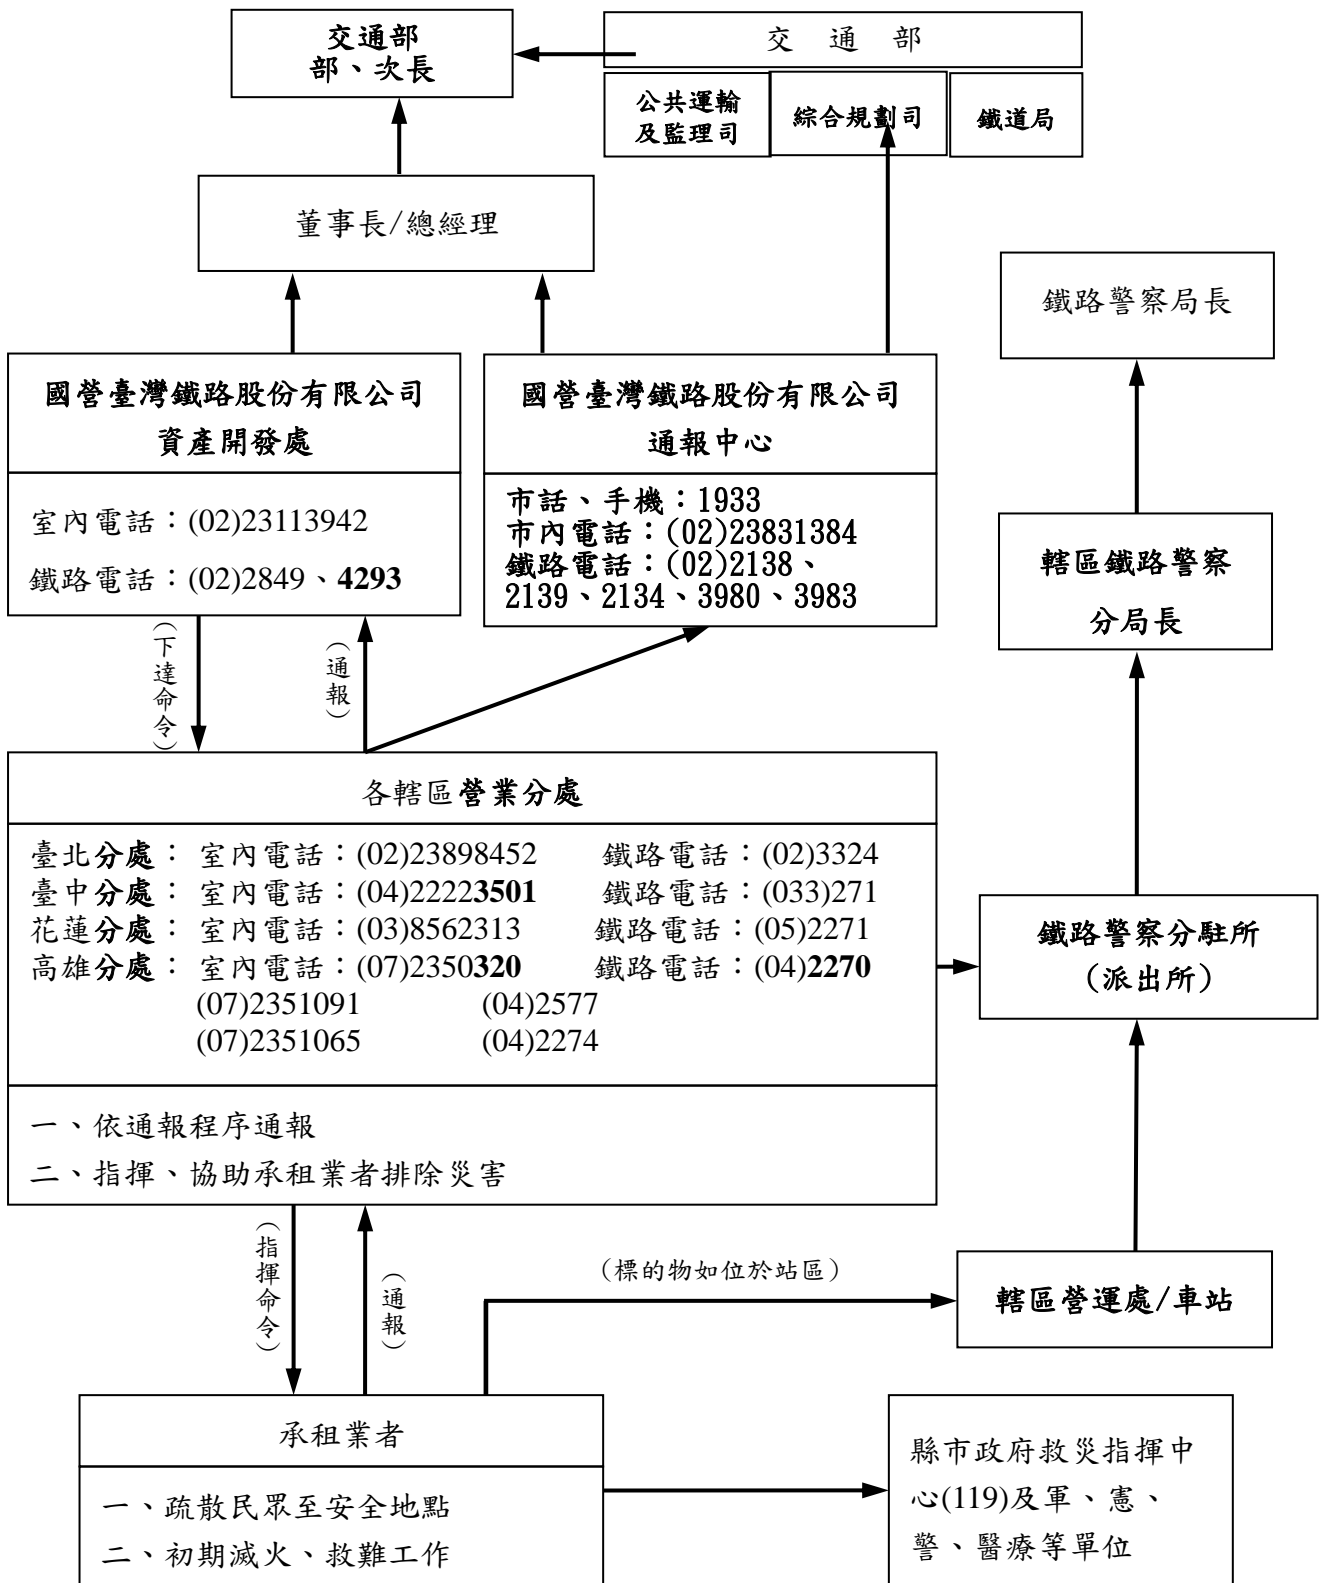 交通部
部、次長
交 通 部
公共運輸
及監理司
綜合規劃司
鐵道局
董事長/總經理
鐵路警察局長
國營臺灣鐵路股份有限公司
資產開發處
室內電話：(02)23113942
鐵路電話：(02)2849、4293
國營臺灣鐵路股份有限公司
通報中心
市話、手機：1933
市內電話：(02)23831384
鐵路電話：(02)2138、
2139、2134、3980、3983
轄區鐵路警察
分局長
（下達命令）
（通報）
各轄區營業分處
臺北分處： 室內電話：(02)23898452 鐵路電話：(02)3324
臺中分處： 室內電話：(04)22223501 鐵路電話：(033)271
花蓮分處： 室內電話：(03)8562313 鐵路電話：(05)2271
高雄分處： 室內電話：(07)2350320 鐵路電話：(04)2270
(07)2351091 (04)2577
(07)2351065 (04)2274
一、依通報程序通報
二、指揮、協助承租業者排除災害
鐵路警察分駐所
（派出所）
（指揮命令）
（通報）
（標的物如位於站區）
轄區營運處/車站
承租業者
一、疏散民眾至安全地點
二、初期滅火、救難工作
縣市政府救災指揮中
心(119)及軍、憲、
警、醫療等單位